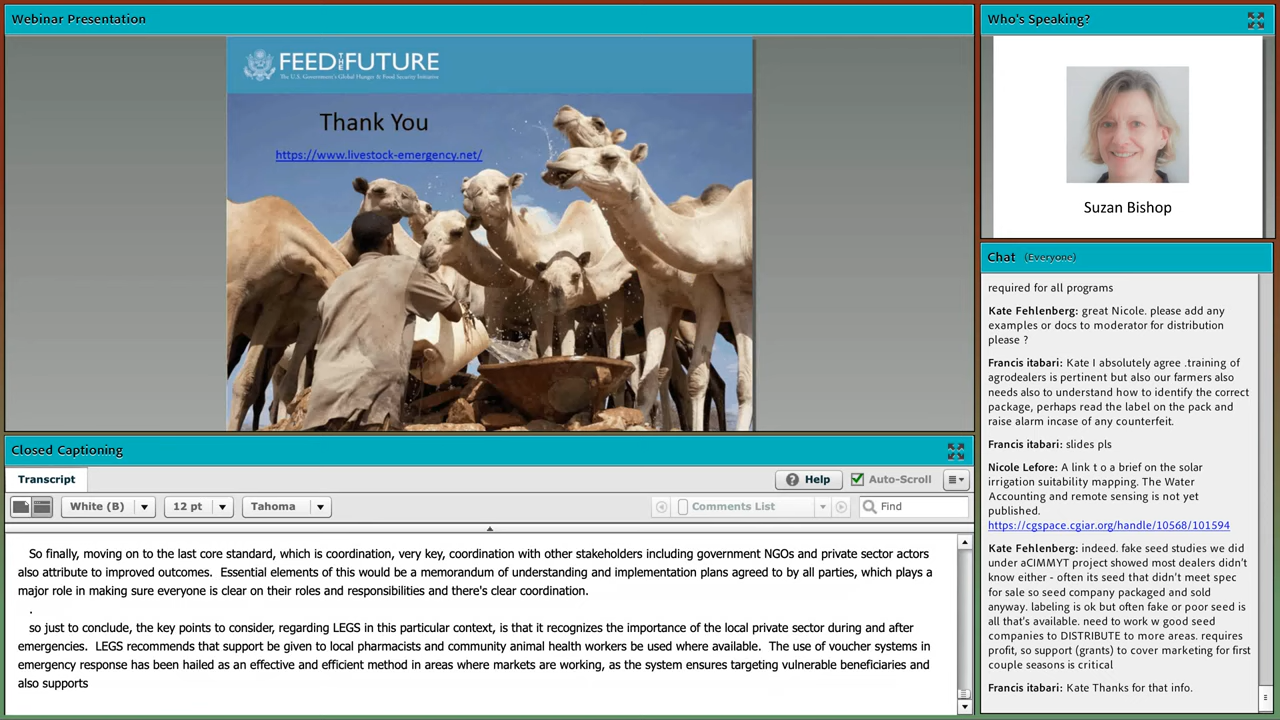 Webinar Presentation
FEED THE FUTURE
The U.S. Government's Global Hunger & Food Security Initiative
Thank You
https://www.livestock-emergency.net/
Who's Speaking?
Suzan Bishop
Chat (Everyone)
required for all programs
Kate Fehlenberg: great Nicole. please add any
examples or docs to moderator for distribution
please ?
Francis itabari: Kate I absolutely agree .training of
agrodealers is pertinent but also our farmers also
needs also to understand how to identify the correct
package, perhaps read the label on the pack and
raise alarm incase of any counterfeit.
Francis itabari: slides pls
Nicole Lefore: A link t o a brief on the solar
irrigation suitability mapping. The Water
Accounting and remote sensing is not yet
published.
https://cgspace.cgiar.org/handle/10568/101594
Kate Fehlenberg: indeed. fake seed studies we did
under aCIMMYT project showed most dealers didn't
know either - often its seed that didn't meet spec
for sale so seed company packaged and sold
anyway. labeling is ok but often fake or poor seed is
all that's available. need to work w good seed
companies to DISTRIBUTE to more areas. requires
profit, so support (grants) to cover marketing for first
couple seasons is critical
Francis itabari: Kate Thanks for that info.
Closed Captioning
Transcript
Help
Auto-Scroll
White (B)
12 pt
Tahoma
Comments List
Find
So finally, moving on to the last core standard, which is coordination, very key, coordination with other stakeholders including government NGOs and private sector actors
also attribute to improved outcomes. Essential elements of this would be a memorandum of understanding and implementation plans agreed to by all parties, which plays a
major role in making sure everyone is clear on their roles and responsibilities and there's clear coordination.
.
so just to conclude, the key points to consider, regarding LEGS in this particular context, is that it recognizes the importance of the local private sector during and after
emergencies. LEGS recommends that support be given to local pharmacists and community animal health workers be used where available. The use of voucher systems in
emergency response has been hailed as an effective and efficient method in areas where markets are working, as the system ensures targeting vulnerable beneficiaries and
also supports